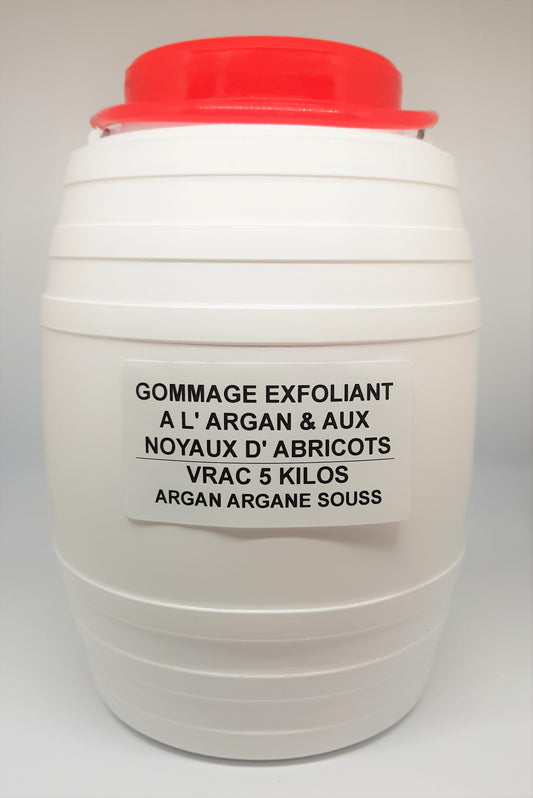 GOMMAGE EXFOLIANT
A L' ARGAN & AUX
NOYAUX D' ABRICOTS
VRAC 5 KILOS
ARGAN ARGANE SOUSS